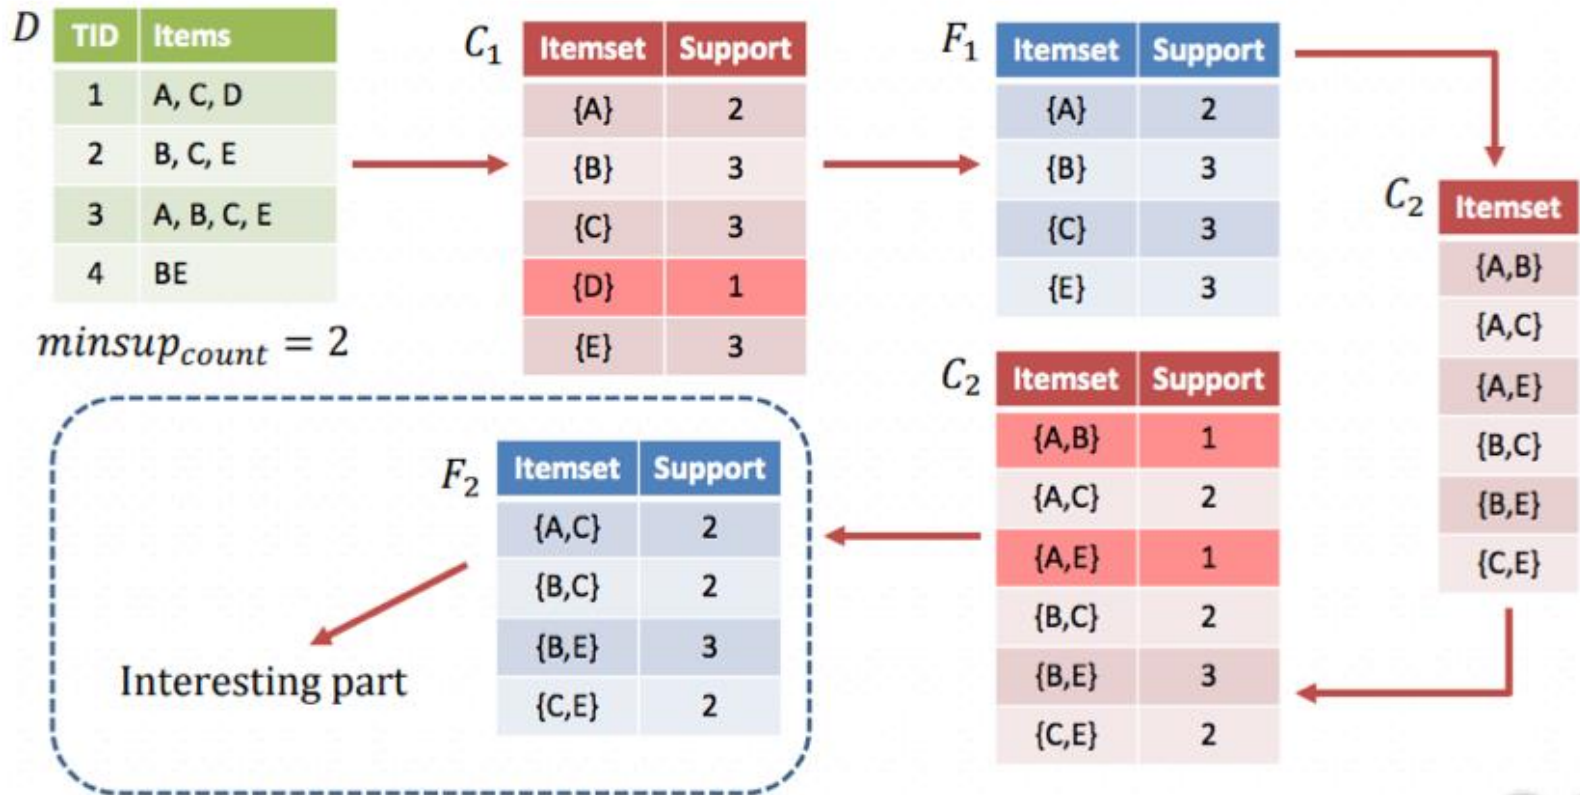 D
TID Items
1 A, C, D
2 B, C, E
3 A, B, C, E
4 BE
minsup_count = 2
C₁
Itemset Support
{A} 2
{B} 3
{C} 3
{D} 1
{E} 3
F₁
Itemset Support
{A} 2
{B} 3
{C} 3
{E} 3
C₂
Itemset
{A,B}
{A,C}
{A,E}
{B,C}
{B,E}
{C,E}
C₂
Itemset Support
{A,B} 1
{A,C} 2
{A,E} 1
{B,C} 2
{B,E} 3
{C,E} 2
F₂
Itemset Support
{A,C} 2
{B,C} 2
{B,E} 3
{C,E} 2
Interesting part